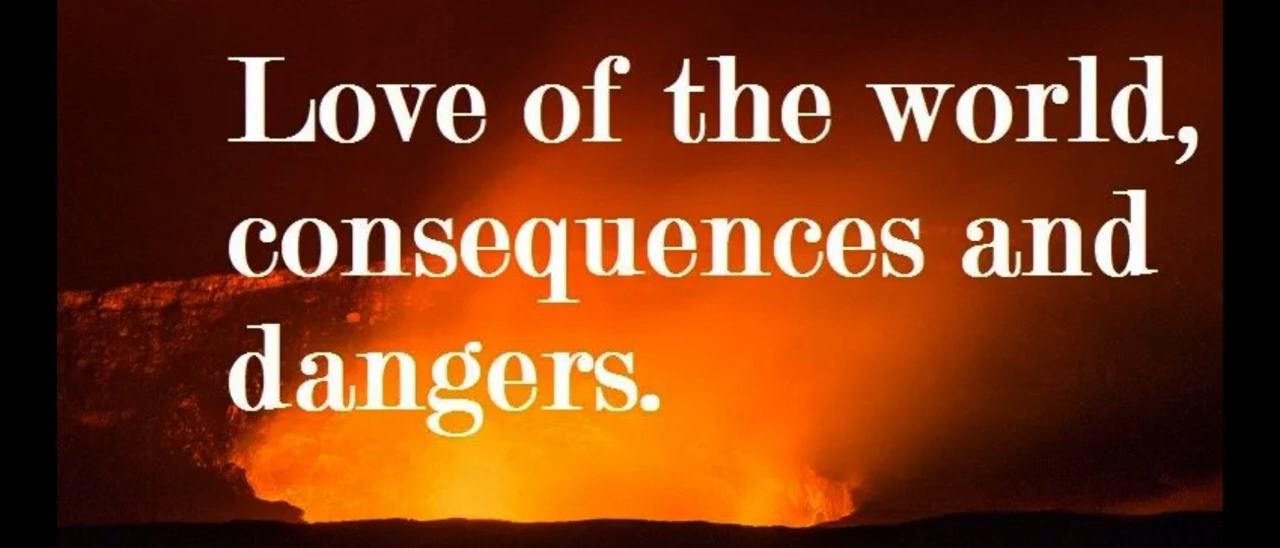 Love of the world,
consequences and
dangers.